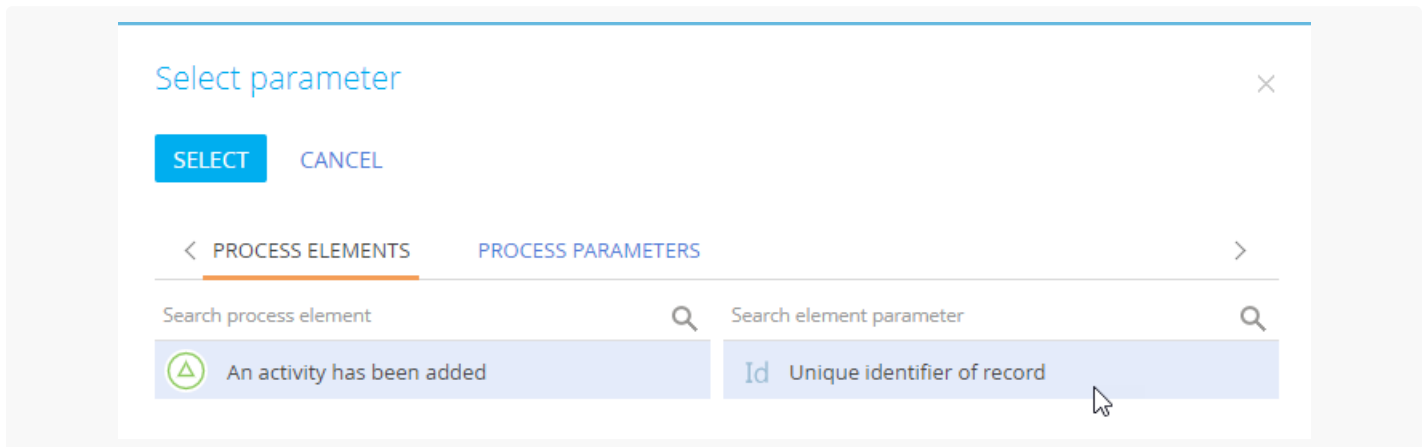 Select parameter
SELECT CANCEL
PROCESS ELEMENTS PROCESS PARAMETERS
Search process element Search element parameter
An activity has been added Id Unique identifier of record